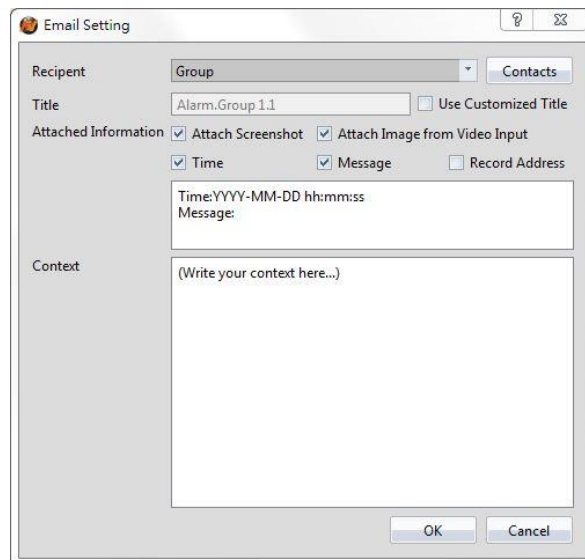 Email Setting
Recipent Group Contacts
Title Alarm.Group 1.1 Use Customized Title
Attached Information Attach Screenshot Attach Image from Video Input
Time Message Record Address
Time:YYYY-MM-DD hh:mm:ss
Message:
Context (Write your context here...)
OK Cancel